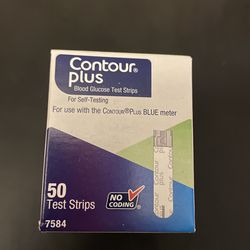 Contour®
plus
Blood Glucose Test Strips
For Self-Testing
For use with the CONTOUR®PLUS BLUE meter
50
Test Strips
NO
CODING
7584